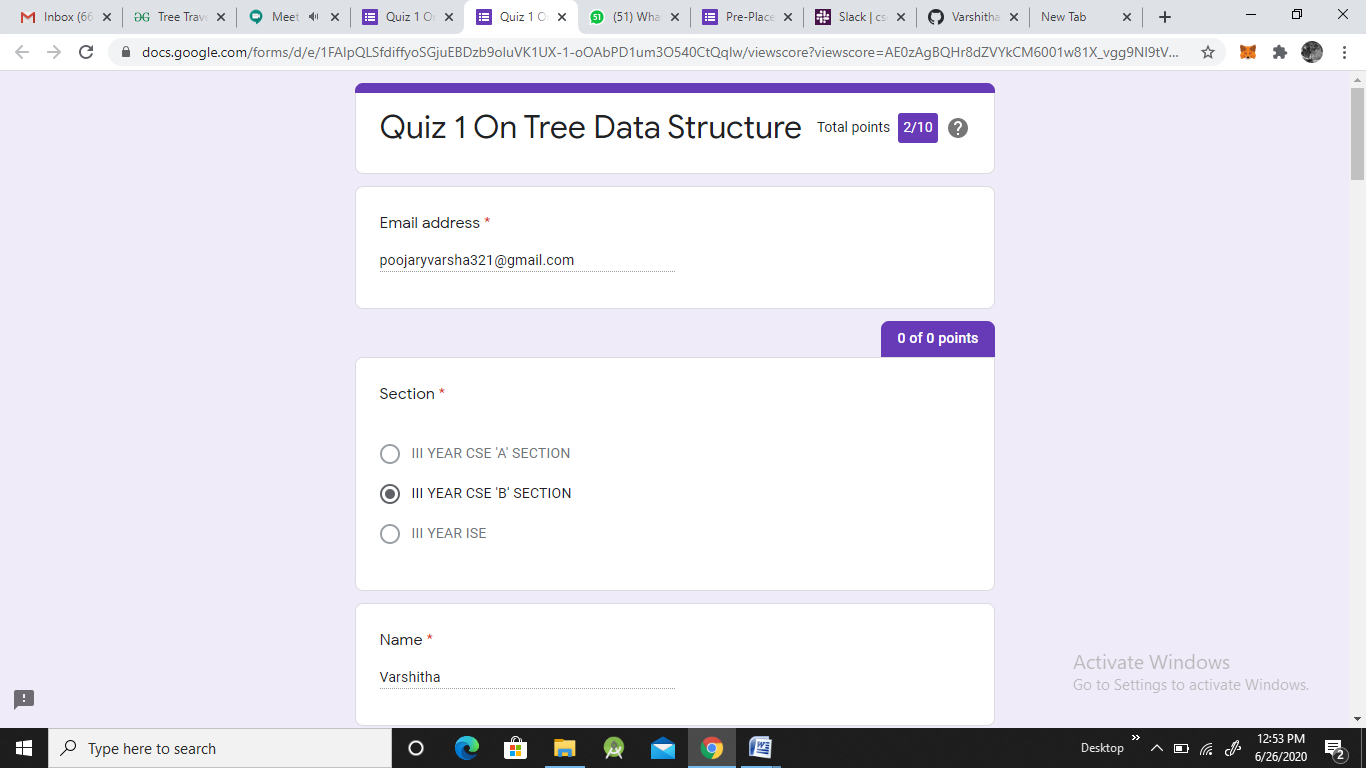 Inbox (66
Tree Trav
Meet
Quiz 1 O
Quiz 1 O
(51) Wha
Pre-Place
Slack | cs
Varshitha
New Tab
docs.google.com/forms/d/e/1FAIpQLSfdiffyoSGjuEBDzb9oIuVK1UX-1-oOAbPD1um3O540CtQqIw/viewscore?viewscore=AE0zAgBQHr8dZVYkCM6001w81X_vgg9NI9tV...
Quiz 1 On Tree Data Structure
Total points 2/10
Email address *
poojaryvarsha321@gmail.com
0 of 0 points
Section *
III YEAR CSE 'A' SECTION
III YEAR CSE 'B' SECTION
III YEAR ISE
Name *
Varshitha
Activate Windows
Go to Settings to activate Windows.
Type here to search
Desktop
12:53 PM
6/26/2020
2